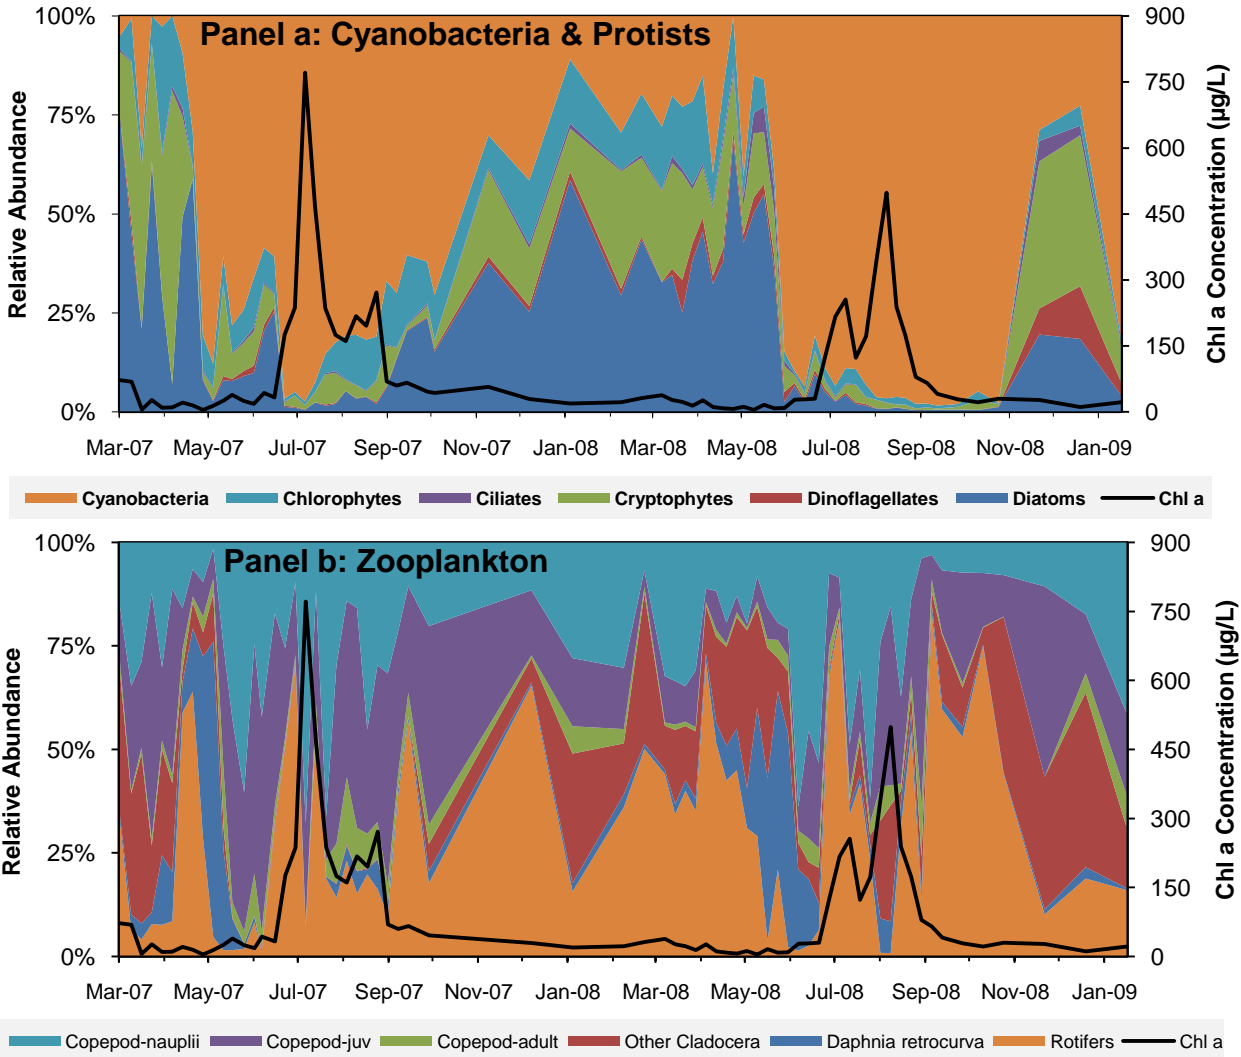 Panel a: Cyanobacteria & Protists
100%
75%
50%
25%
0%
Relative Abundance
900
750
600
450
300
150
0
Chl a Concentration (µg/L)
Mar-07 May-07 Jul-07 Sep-07 Nov-07 Jan-08 Mar-08 May-08 Jul-08 Sep-08 Nov-08 Jan-09
Cyanobacteria Chlorophytes Ciliates Cryptophytes Dinoflagellates Diatoms Chl a
Panel b: Zooplankton
100%
75%
50%
25%
0%
Relative Abundance
900
750
600
450
300
150
0
Chl a Concentration (µg/L)
Mar-07 May-07 Jul-07 Sep-07 Nov-07 Jan-08 Mar-08 May-08 Jul-08 Sep-08 Nov-08 Jan-09
Copepod-nauplii Copepod-juv Copepod-adult Other Cladocera Daphnia retrocurva Rotifers Chl a